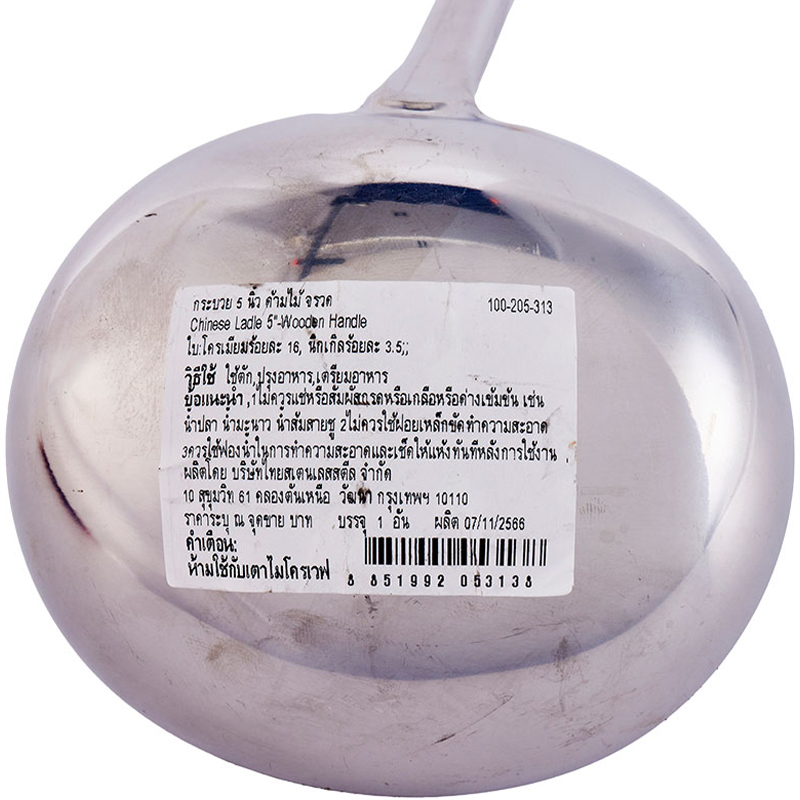 กระบวย 5 นิ้ว ด้ามไม้ จรวด 100-205-313
Chinese Ladle 5"-Wooden Handle
ใบ:โครเมียมร้อยละ 16, นิกเกิลร้อยละ 3.5;;
วิธีใช้ ใช้ตัก,ปรุงอาหาร,เตรียมอาหาร
ข้อแนะนำ ,1ไม่ควรแช่หรือสัมผัสกรดหรือเกลือหรือด่างเข้มข้น เช่น
น้ำปลา น้ำมะนาว น้ำส้มสายชู 2ไม่ควรใช้ฝอยเหล็กขัดทำความสะอาด
3ควรใช้ฟองน้ำในการทำความสะอาดและเช็ดให้แห้งทันทีหลังการใช้งาน
ผลิตโดย บริษัทไทยสเตนเลสสตีล จำกัด
10 สุขุมวิท 61 คลองตันเหนือ วัฒนา กรุงเทพฯ 10110
ราคาระบุ ณ จุดขาย บาท บรรจุ 1 อัน ผลิต 07/11/2566
คำเตือน:
ห้ามใช้กับเตาไมโครเวฟ
8 851992 053138